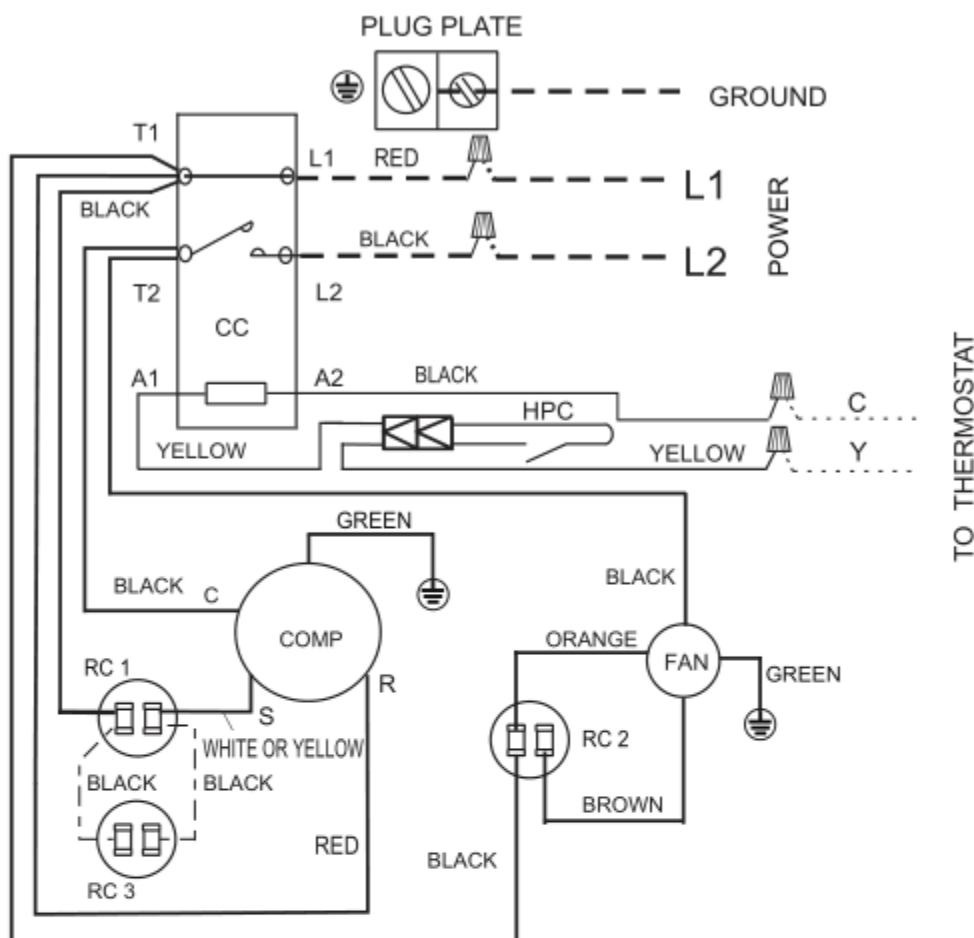 PLUG PLATE
GROUND
T1
L1
RED
L1
BLACK
BLACK
L2
POWER
T2
L2
CC
A1
A2
BLACK
C
HPC
YELLOW
YELLOW
Y
TO THERMOSTAT
GREEN
BLACK
C
COMP
BLACK
ORANGE
FAN
GREEN
RC 1
R
S
WHITE OR YELLOW
RC 2
BLACK
BLACK
BROWN
RED
BLACK
RC 3